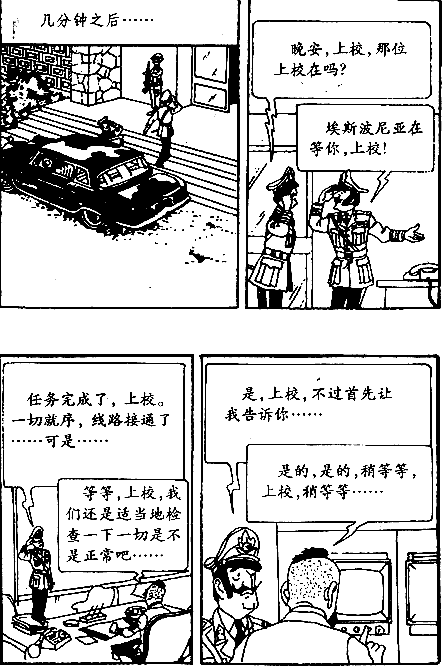 几分钟之后……
晚安，上校，那位
上校在吗？
埃斯波尼亚在
等你，上校！
任务完成了，上校。
一切就序，线路接通了
……可是……
等等，上校，我
们还是适当地检
查一下一切是不
是正常吧……
是，上校，不过首先让
我告诉你……
是的，是的，稍等等，
上校，稍等等……